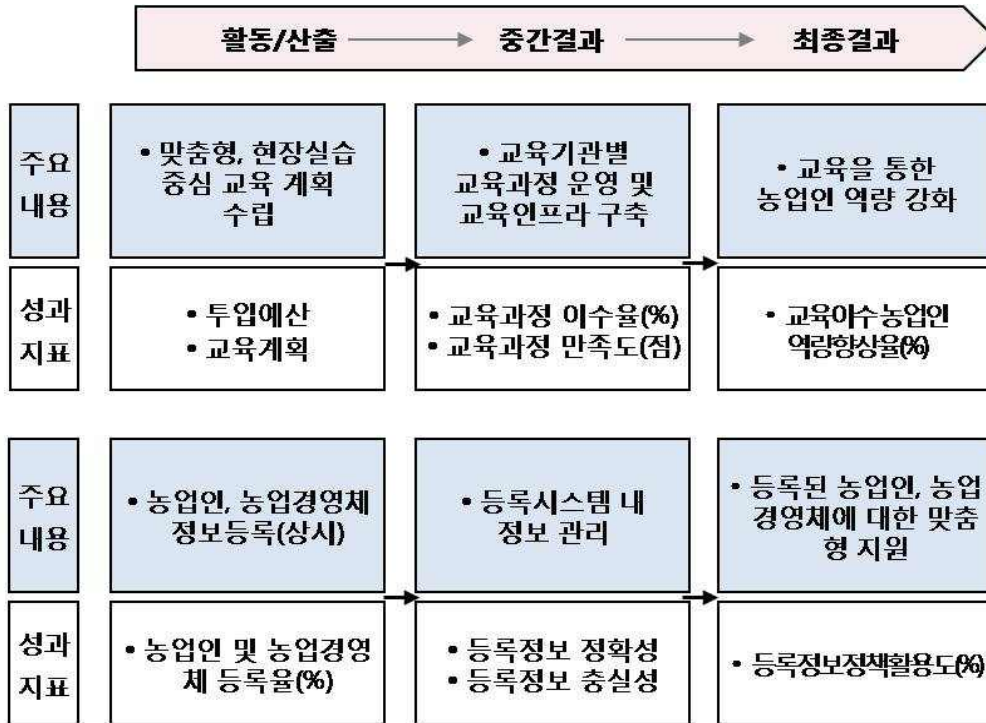 활동/산출 중간결과 최종결과
주요
내용
• 맞춤형, 현장실습
중심 교육 계획
수립
• 교육기관별
교육과정 운영 및
교육인프라 구축
• 교육을 통한
농업인 역량 강화
성과
지표
• 투입예산
• 교육계획
• 교육과정 이수율(%)
• 교육과정 만족도(점)
• 교육이수농업인
역량향상율(%)
주요
내용
• 농업인, 농업경영체
정보등록(상시)
• 등록시스템 내
정보 관리
• 등록된 농업인, 농업
경영체에 대한 맞춤
형 지원
성과
지표
• 농업인 및 농업경영
체 등록율(%)
• 등록정보 정확성
• 등록정보 충실성
• 등록정보정책활용도(%)